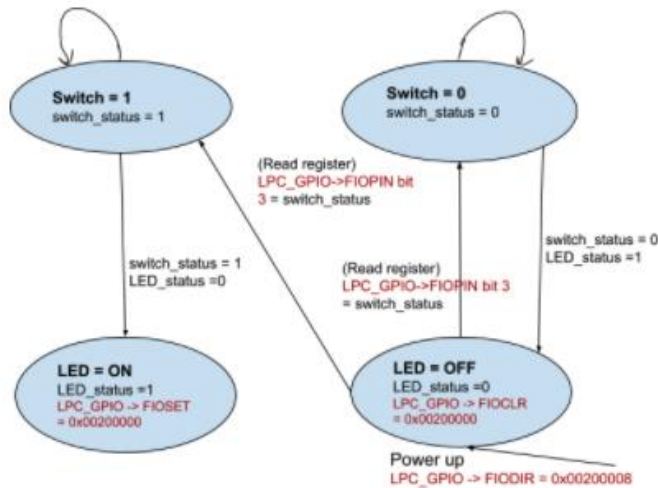 Switch = 1
switch_status = 1
Switch = 0
switch_status = 0
(Read register)
LPC_GPIO->FIOPIN bit
3 = switch_status
switch_status = 1
LED_status =0
(Read register)
LPC_GPIO->FIOPIN bit 3
= switch_status
switch_status = 0
LED_status =1
LED = ON
LED_status =1
LPC_GPIO -> FIOSET
= 0x00200000
LED = OFF
LED_status =0
LPC_GPIO -> FIOCLR
= 0x00200000
Power up
LPC_GPIO -> FIODIR = 0x00200008